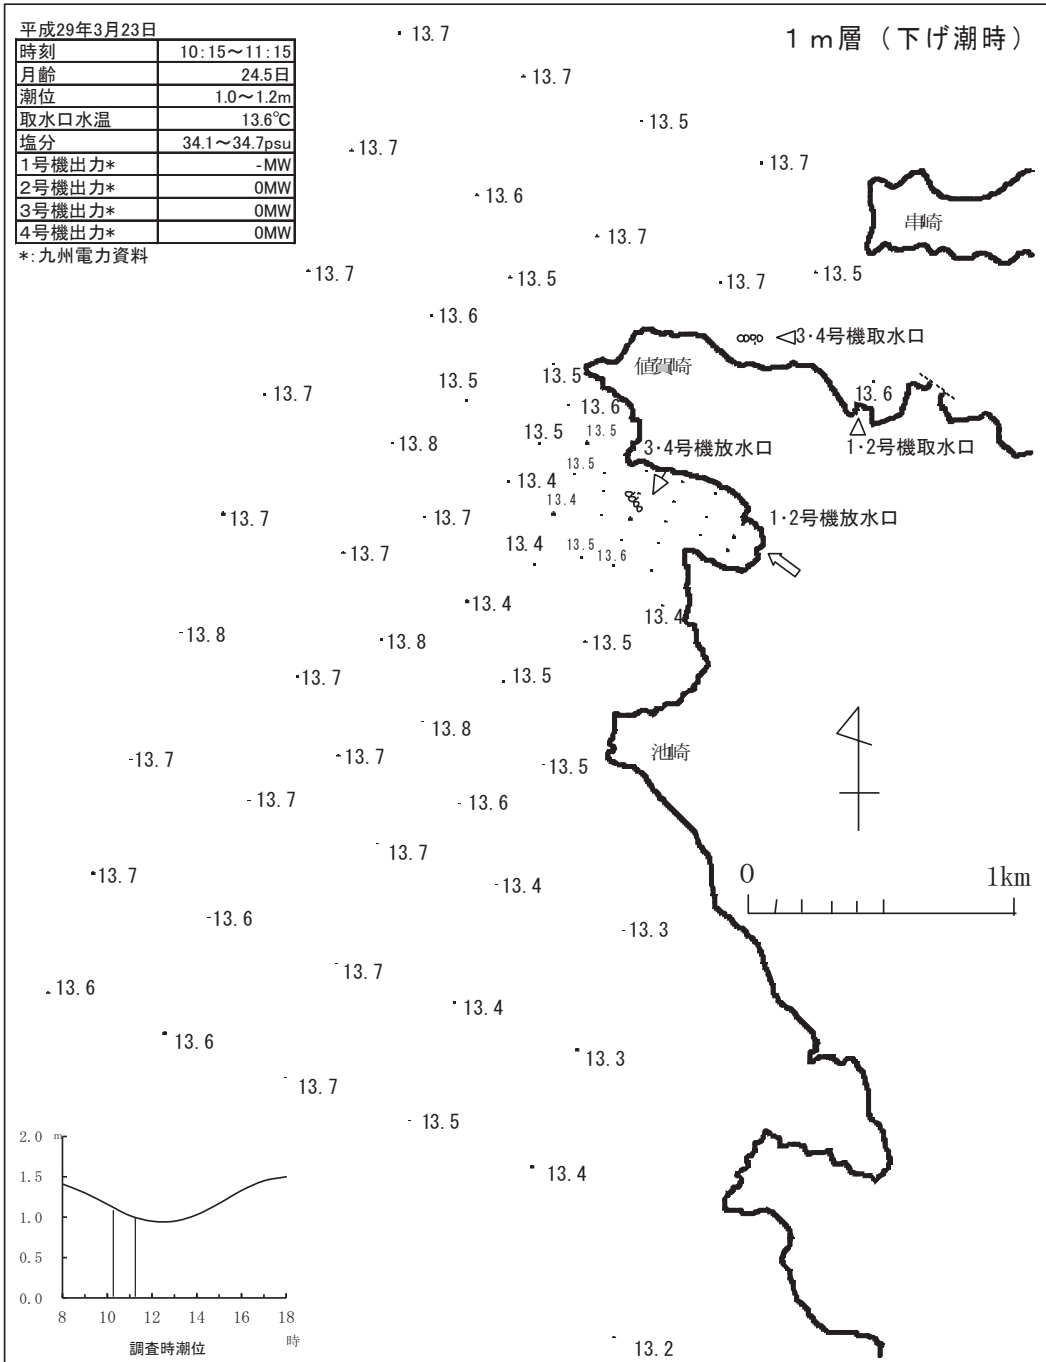 平成29年3月23日
1m層（下げ潮時）
時刻 10:15～11:15
月齢 24.5日
潮位 1.0～1.2m
取水口水温 13.6℃
塩分 34.1～34.7psu
1号機出力* -MW
2号機出力* 0MW
3号機出力* 0MW
4号機出力* 0MW
*:九州電力資料
13.7
13.7
13.5
13.7
13.7
13.6
串崎
13.7
13.7
13.5
13.7
13.5
13.6
3・4号機取水口
値賀崎
13.5
13.5
13.7
13.6
13.6
13.5
13.5
13.8
3・4号機放水口
1・2号機取水口
13.5
13.4
13.4
13.7
13.7
1・2号機放水口
13.4
13.5
13.6
13.7
13.4
13.4
13.8
13.8
13.5
13.7
13.5
13.8
池崎
13.7
13.7
13.5
13.7
13.6
13.7
13.7
0 1km
13.4
13.6
13.3
13.7
13.6
13.4
13.6
13.3
13.7
13.5
13.4
2.0 m
1.5
1.0
0.5
0.0
8 10 12 14 16 18
時
調査時潮位
13.2